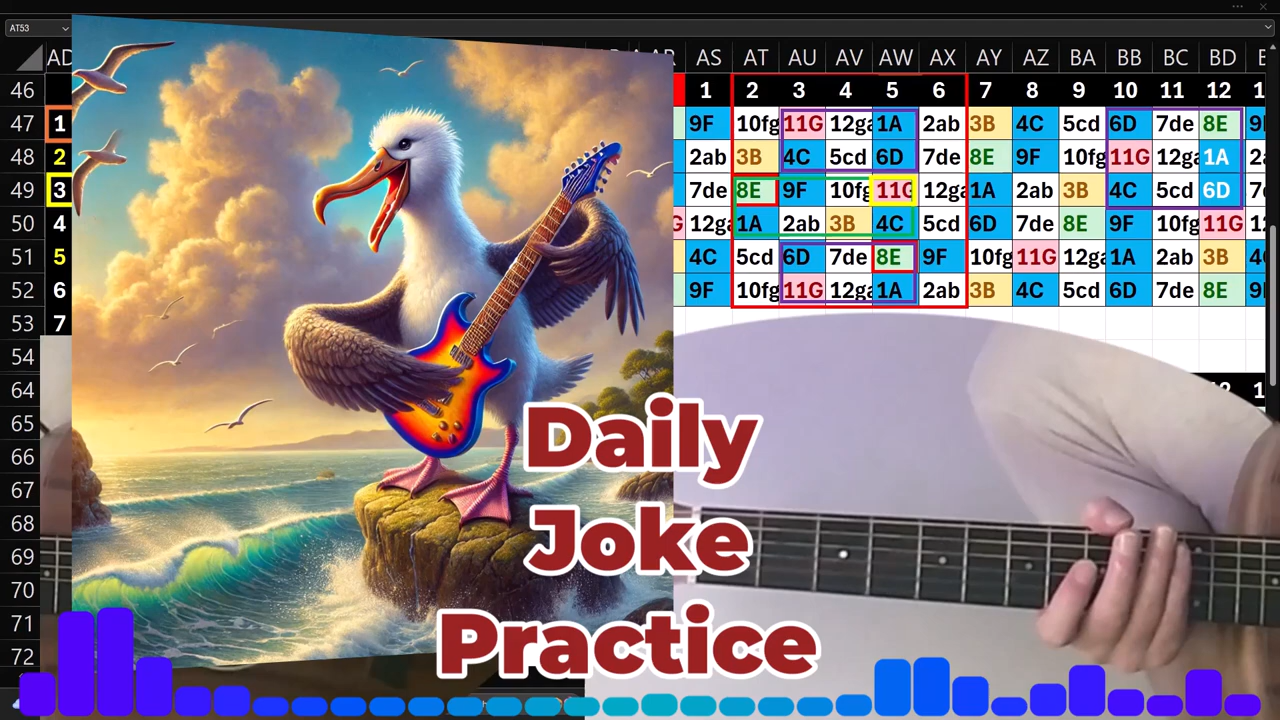 AT53
AD AS AT AU AV AW AX AY AZ BA BB BC BD
46 1 2 3 4 5 6 7 8 9 10 11 12
47 1 9F 10fg 11G 12ga 1A 2ab 3B 4C 5cd 6D 7de 8E
48 2 2ab 3B 4C 5cd 6D 7de 8E 9F 10fg 11G 12ga 1A
49 3 7de 8E 9F 10fg 11G 12ga 1A 2ab 3B 4C 5cd 6D
50 4 12ga 1A 2ab 3B 4C 5cd 6D 7de 8E 9F 10fg 11G
51 5 4C 5cd 6D 7de 8E 9F 10fg 11G 12ga 1A 2ab 3B
52 6 9F 10fg 11G 12ga 1A 2ab 3B 4C 5cd 6D 7de 8E
53 7
54
64
65
66
67
68
69
70
71
72
Daily
Joke
Practice